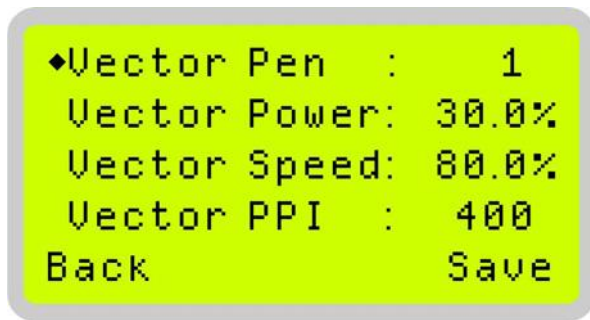 ◆Vector Pen : 1
Vector Power: 30.0%
Vector Speed: 80.0%
Vector PPI : 400
Back Save